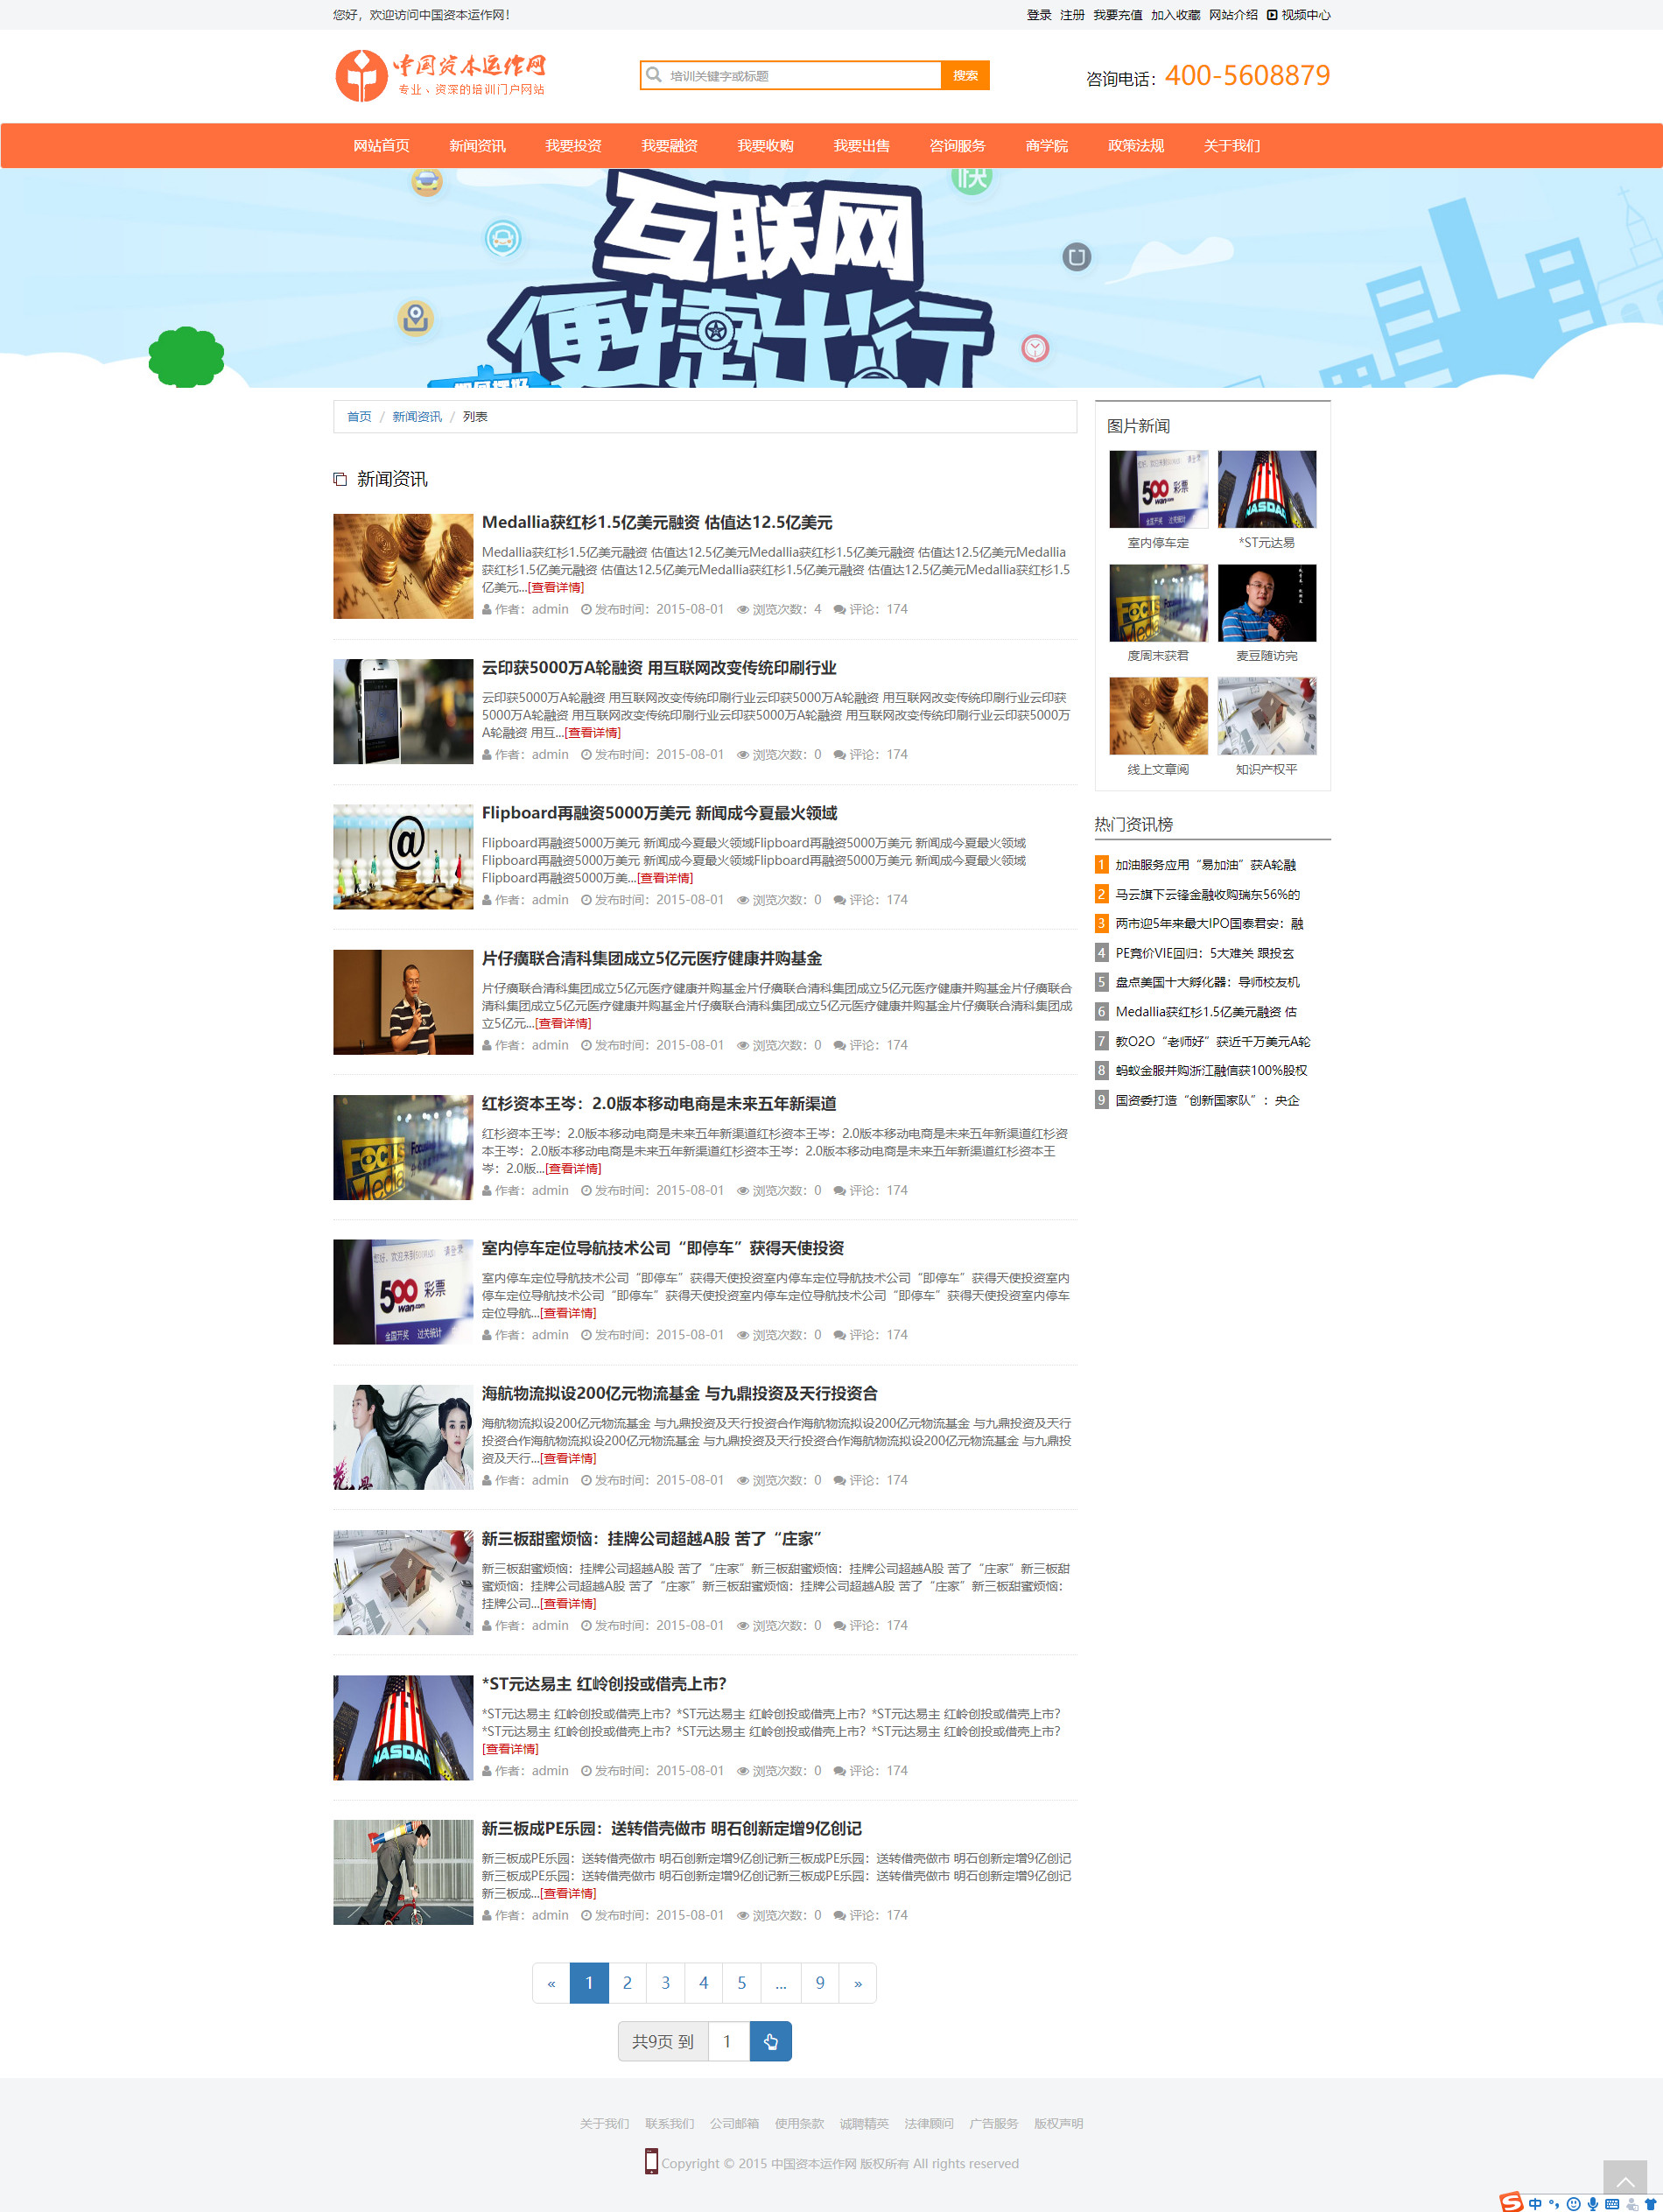 您好，欢迎访问中国资本运作网！
登录 注册 我要充值 加入收藏 网站介绍 视频中心
中国资本运作网
专业、资深的培训门户网站
培训关键字或标题
搜索
咨询电话：400-5608879
网站首页 新闻资讯 我要投资 我要融资 我要收购 我要出售 咨询服务 商学院 政策法规 关于我们
快
互联网
便捷出行
首页 / 新闻资讯 / 列表
新闻资讯
Medallia获红杉1.5亿美元融资 估值达12.5亿美元
Medallia获红杉1.5亿美元融资 估值达12.5亿美元Medallia获红杉1.5亿美元融资 估值达12.5亿美元Medallia
获红杉1.5亿美元融资 估值达12.5亿美元Medallia获红杉1.5亿美元融资 估值达12.5亿美元Medallia获红杉1.5
亿美元...[查看详情]
作者：admin 发布时间：2015-08-01 浏览次数：4 评论：174
云印获5000万A轮融资 用互联网改变传统印刷行业
云印获5000万A轮融资 用互联网改变传统印刷行业云印获5000万A轮融资 用互联网改变传统印刷行业云印获
5000万A轮融资 用互联网改变传统印刷行业云印获5000万A轮融资 用互联网改变传统印刷行业云印获5000万
A轮融资 用互...[查看详情]
作者：admin 发布时间：2015-08-01 浏览次数：0 评论：174
@
Flipboard再融资5000万美元 新闻成今夏最火领域
Flipboard再融资5000万美元 新闻成今夏最火领域Flipboard再融资5000万美元 新闻成今夏最火领域
Flipboard再融资5000万美元 新闻成今夏最火领域Flipboard再融资5000万美元 新闻成今夏最火领域
Flipboard再融资5000万美...[查看详情]
作者：admin 发布时间：2015-08-01 浏览次数：0 评论：174
片仔癀联合清科集团成立5亿元医疗健康并购基金
片仔癀联合清科集团成立5亿元医疗健康并购基金片仔癀联合清科集团成立5亿元医疗健康并购基金片仔癀联合
清科集团成立5亿元医疗健康并购基金片仔癀联合清科集团成立5亿元医疗健康并购基金片仔癀联合清科集团成
立5亿元...[查看详情]
作者：admin 发布时间：2015-08-01 浏览次数：0 评论：174
FOCUS
Media
红杉资本王岑：2.0版本移动电商是未来五年新渠道
红杉资本王岑：2.0版本移动电商是未来五年新渠道红杉资本王岑：2.0版本移动电商是未来五年新渠道红杉资
本王岑：2.0版本移动电商是未来五年新渠道红杉资本王岑：2.0版本移动电商是未来五年新渠道红杉资本王
岑：2.0版...[查看详情]
作者：admin 发布时间：2015-08-01 浏览次数：0 评论：174
500
wan.com
彩票
全国开奖 过关统计
室内停车定位导航技术公司“即停车”获得天使投资
室内停车定位导航技术公司“即停车”获得天使投资室内停车定位导航技术公司“即停车”获得天使投资室内
停车定位导航技术公司“即停车”获得天使投资室内停车定位导航技术公司“即停车”获得天使投资室内停车
定位导航...[查看详情]
作者：admin 发布时间：2015-08-01 浏览次数：0 评论：174
海航物流拟设200亿元物流基金 与九鼎投资及天行投资合
海航物流拟设200亿元物流基金 与九鼎投资及天行投资合作海航物流拟设200亿元物流基金 与九鼎投资及天行
投资合作海航物流拟设200亿元物流基金 与九鼎投资及天行投资合作海航物流拟设200亿元物流基金 与九鼎投
资及天行...[查看详情]
作者：admin 发布时间：2015-08-01 浏览次数：0 评论：174
新三板甜蜜烦恼：挂牌公司超越A股 苦了“庄家”
新三板甜蜜烦恼：挂牌公司超越A股 苦了“庄家”新三板甜蜜烦恼：挂牌公司超越A股 苦了“庄家”新三板甜
蜜烦恼：挂牌公司超越A股 苦了“庄家”新三板甜蜜烦恼：挂牌公司超越A股 苦了“庄家”新三板甜蜜烦恼：
挂牌公司...[查看详情]
作者：admin 发布时间：2015-08-01 浏览次数：0 评论：174
NASDAQ
*ST元达易主 红岭创投或借壳上市？
*ST元达易主 红岭创投或借壳上市？*ST元达易主 红岭创投或借壳上市？*ST元达易主 红岭创投或借壳上市？
*ST元达易主 红岭创投或借壳上市？*ST元达易主 红岭创投或借壳上市？*ST元达易主 红岭创投或借壳上市？
[查看详情]
作者：admin 发布时间：2015-08-01 浏览次数：0 评论：174
新三板成PE乐园：送转借壳做市 明石创新定增9亿创记
新三板成PE乐园：送转借壳做市 明石创新定增9亿创记新三板成PE乐园：送转借壳做市 明石创新定增9亿创记
新三板成PE乐园：送转借壳做市 明石创新定增9亿创记新三板成PE乐园：送转借壳做市 明石创新定增9亿创记
新三板成...[查看详情]
作者：admin 发布时间：2015-08-01 浏览次数：0 评论：174
« 1 2 3 4 5 ... 9 »
共9页 到 1
图片新闻
室内停车定 *ST元达易
度周末获君 麦豆随访完
线上文章阅 知识产权平
热门资讯榜
1 加油服务应用“易加油”获A轮融
2 马云旗下云锋金融收购瑞东56%的
3 两市迎5年来最大IPO国泰君安：融
4 PE竞价VIE回归：5大难关 跟投玄
5 盘点美国十大孵化器：导师校友机
6 Medallia获红杉1.5亿美元融资 估
7 教O2O“老师好”获近千万美元A轮
8 蚂蚁金服并购浙江融信获100%股权
9 国资委打造“创新国家队”：央企
关于我们 联系我们 公司邮箱 使用条款 诚聘精英 法律顾问 广告服务 版权声明
Copyright © 2015 中国资本运作网 版权所有 All rights reserved
中